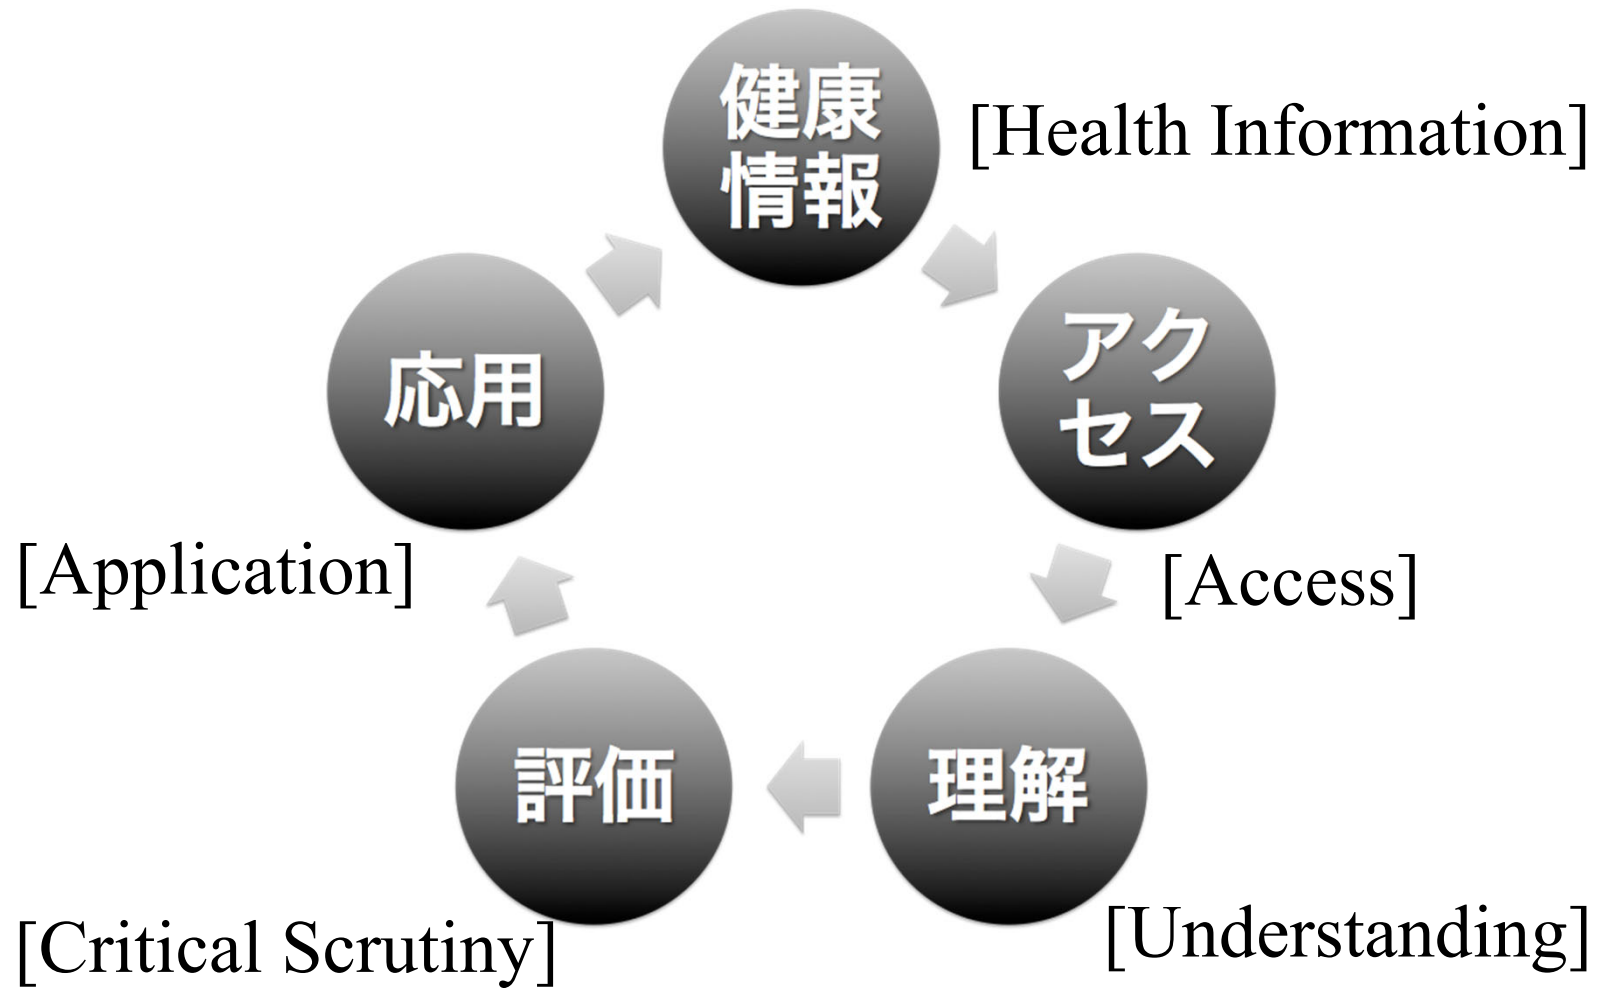 健康
情報
[Health Information]
アク
セス
[Access]
理解
[Understanding]
評価
[Critical Scrutiny]
応用
[Application]